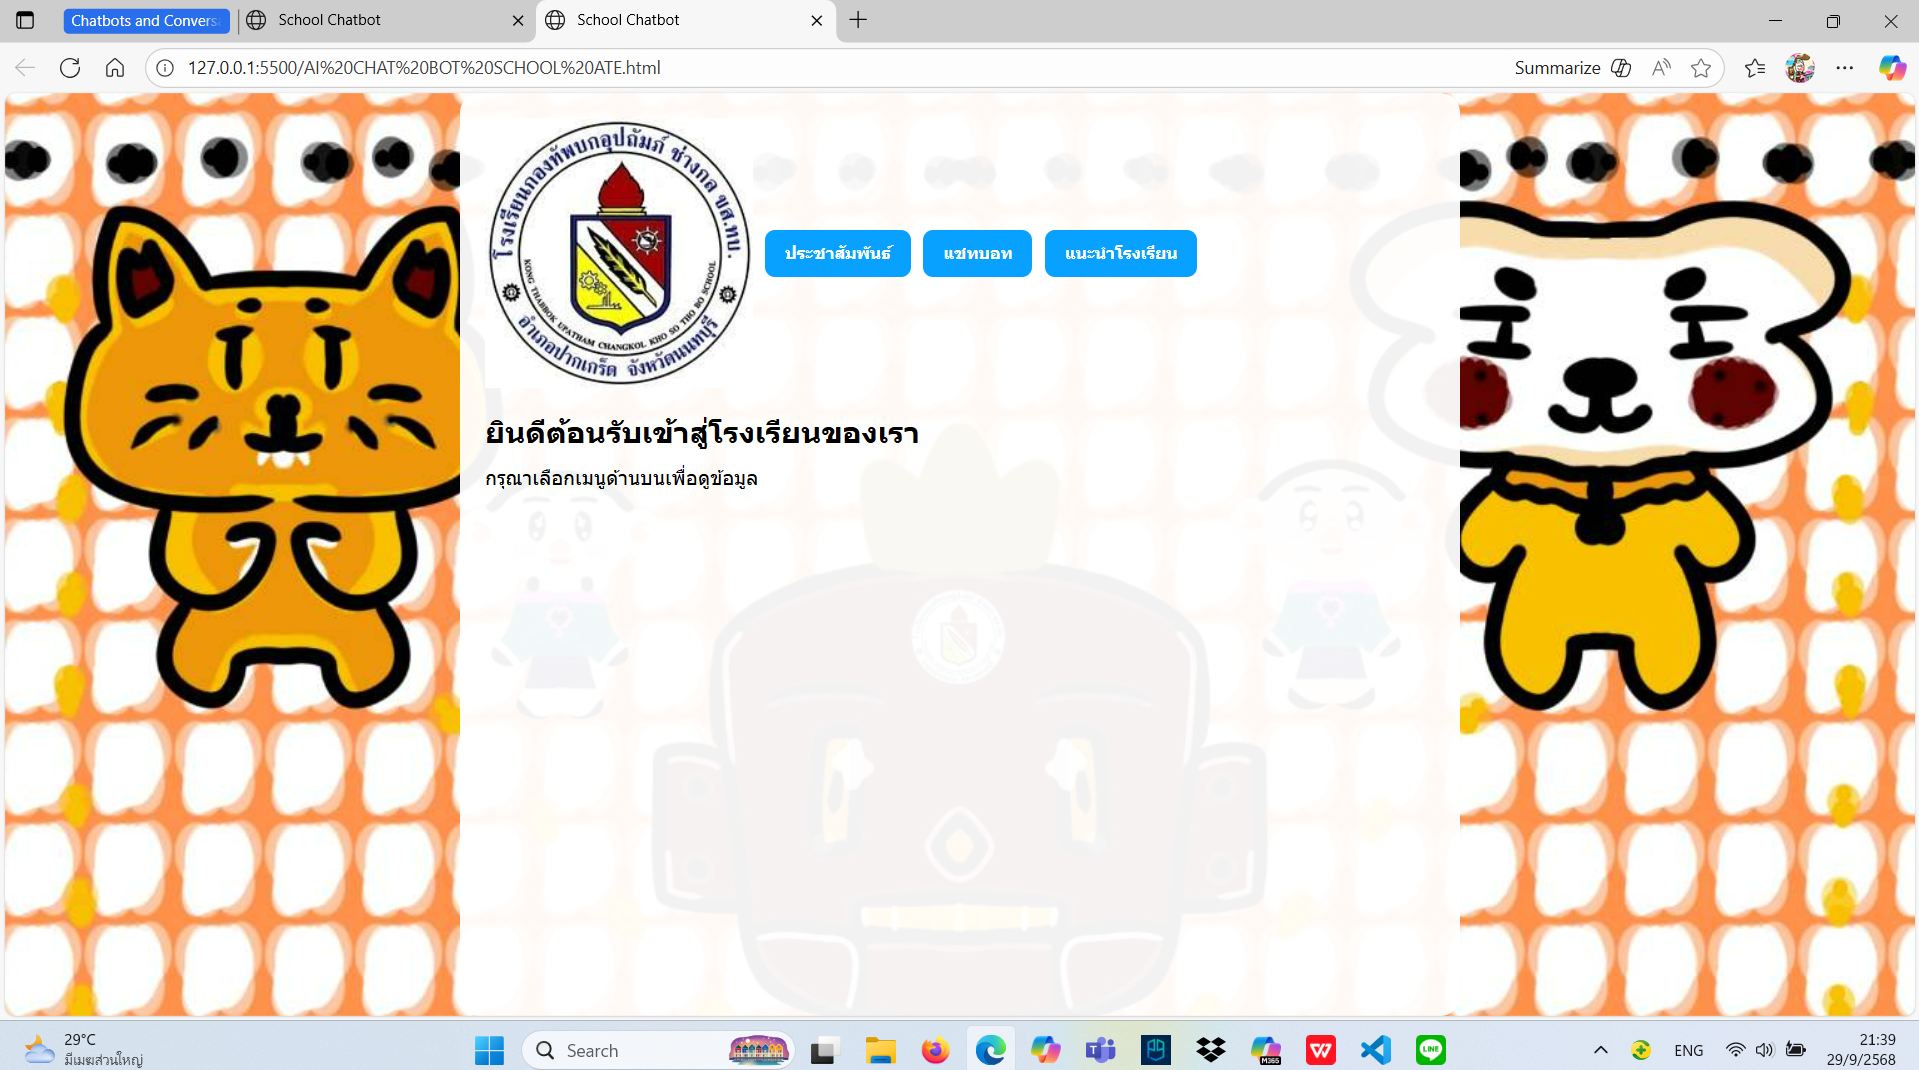 Chatbots and Convers
School Chatbot
School Chatbot
127.0.0.1:5500/AI%20CHAT%20BOT%20SCHOOL%20ATE.html
Summarize
โรงเรียนกองทัพบกอุปถัมภ์ ช่างกล ขส.ทบ.
KONG THABBOK UPATHAM CHANGKOL KHO SO THO BO SCHOOL
อำเภอปากเกร็ด จังหวัดนนทบุรี
ประชาสัมพันธ์
แชทบอท
แนะนำโรงเรียน
ยินดีต้อนรับเข้าสู่โรงเรียนของเรา
กรุณาเลือกเมนูด้านบนเพื่อดูข้อมูล
29°C
มีเมฆส่วนใหญ่
Search
M365
LINE
ENG
21:39
29/9/2568